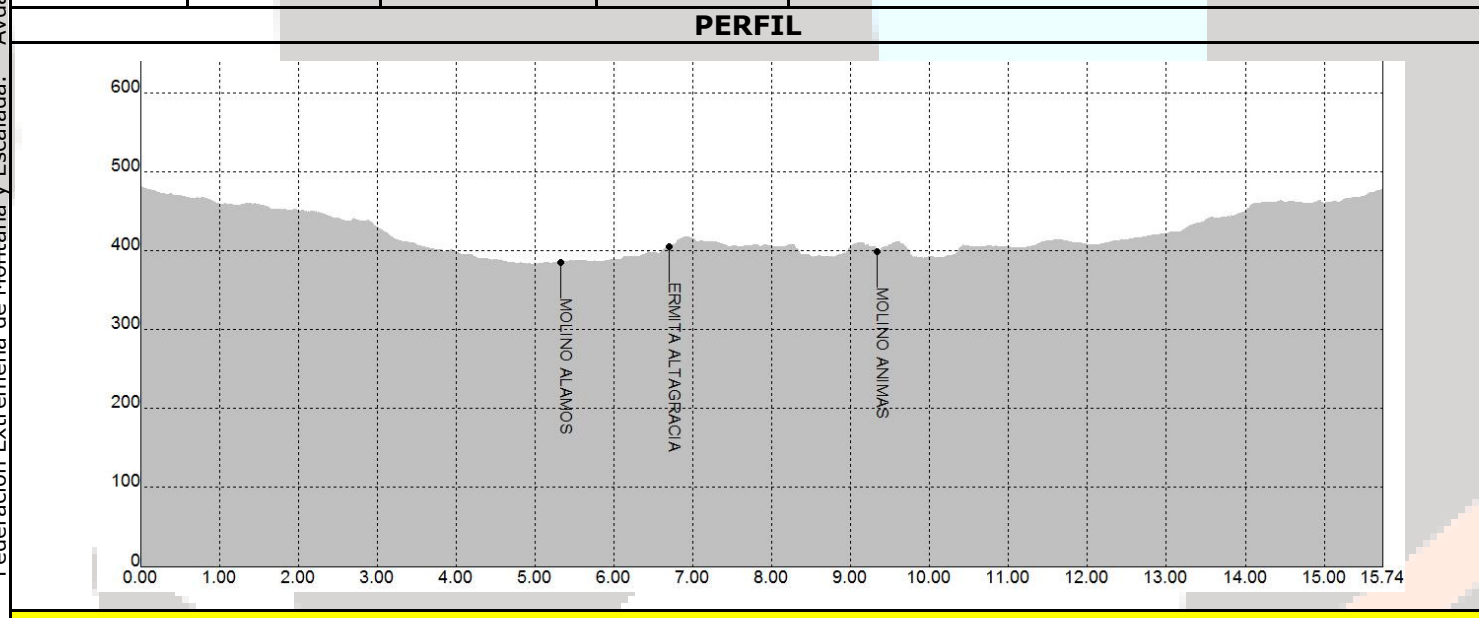 PERFIL
600
500
400
300
200
100
0
0.00 1.00 2.00 3.00 4.00 5.00 6.00 7.00 8.00 9.00 10.00 11.00 12.00 13.00 14.00 15.00 15.74
MOLINO ALAMOS
ERMITA ALTAGRACIA
MOLINO ANIMAS
Federación Extremeña de Montaña y Escalada.